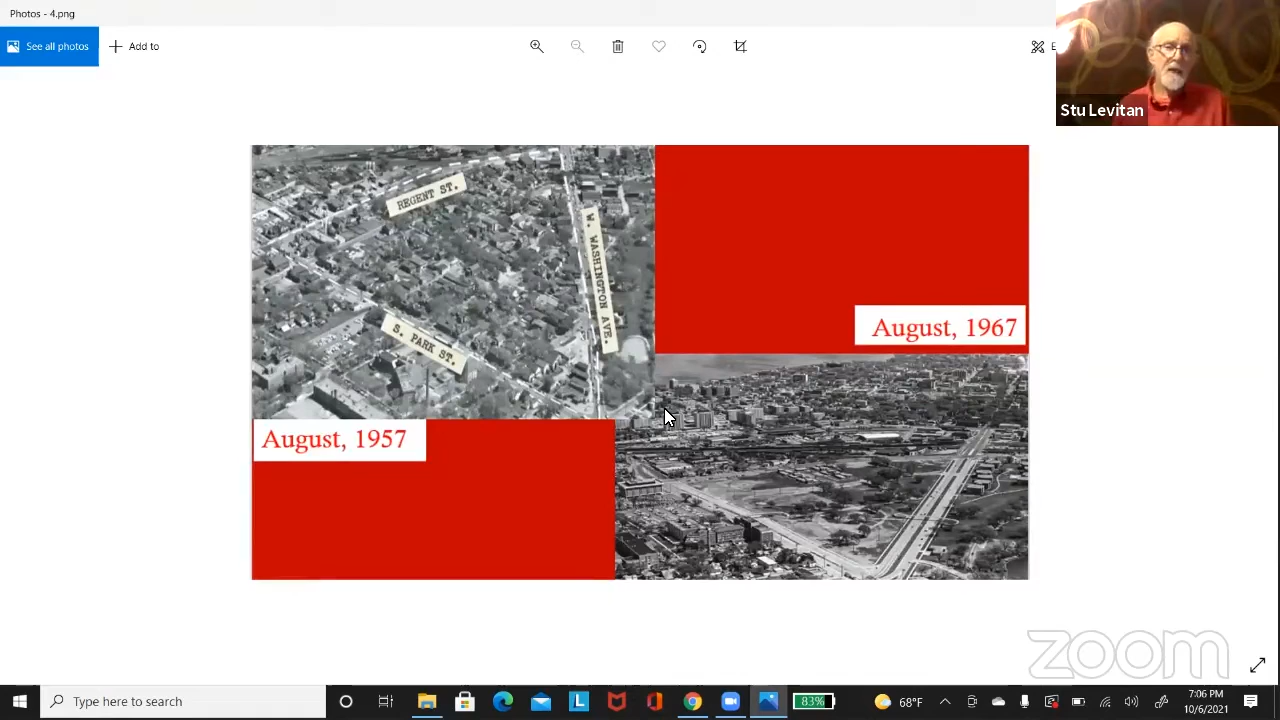 Photos - 4.png
See all photos
Add to
E
Stu Levitan
REGENT ST.
W. WASHINGTON AVE.
S. PARK ST.
August, 1967
August, 1957
zoom
Type here to search
83%
68°F
7:06 PM
10/6/2021